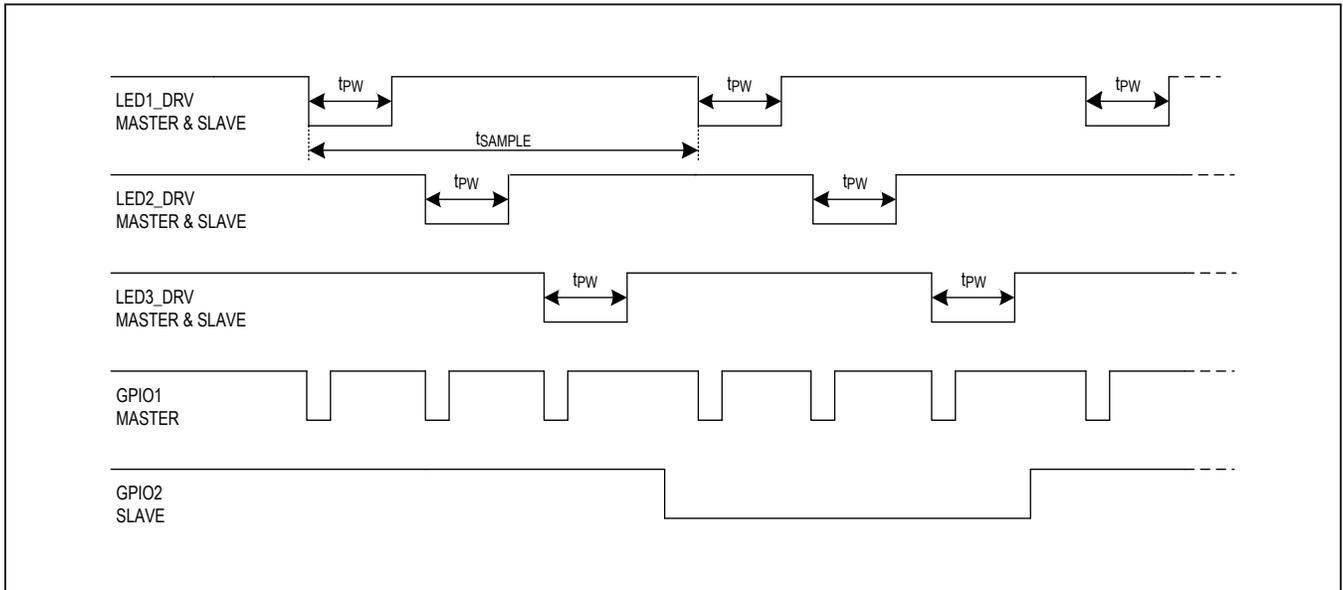 tPW
tPW
tPW
LED1_DRV
MASTER & SLAVE
tSAMPLE
tPW
tPW
LED2_DRV
MASTER & SLAVE
tPW
tPW
LED3_DRV
MASTER & SLAVE
GPIO1
MASTER
GPIO2
SLAVE